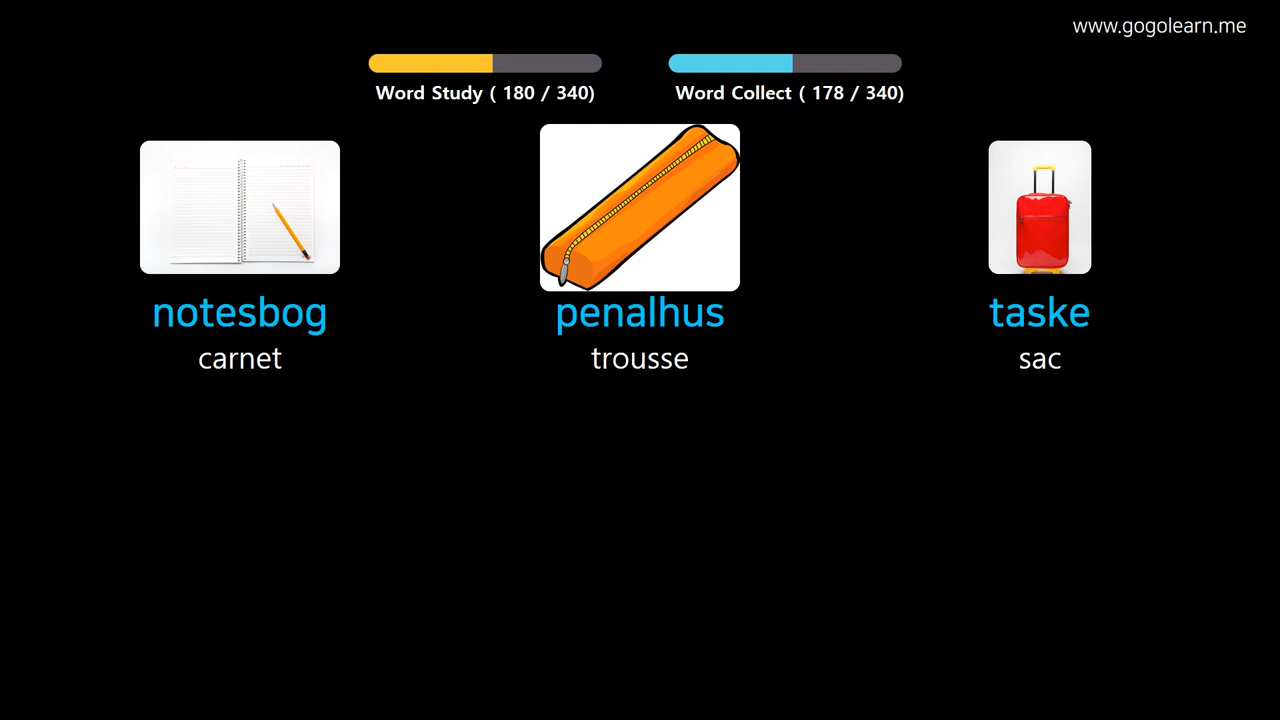 www.gogolearn.me
Word Study ( 180 / 340)
Word Collect ( 178 / 340)
notesbog
penalhus
taske
carnet
trousse
sac